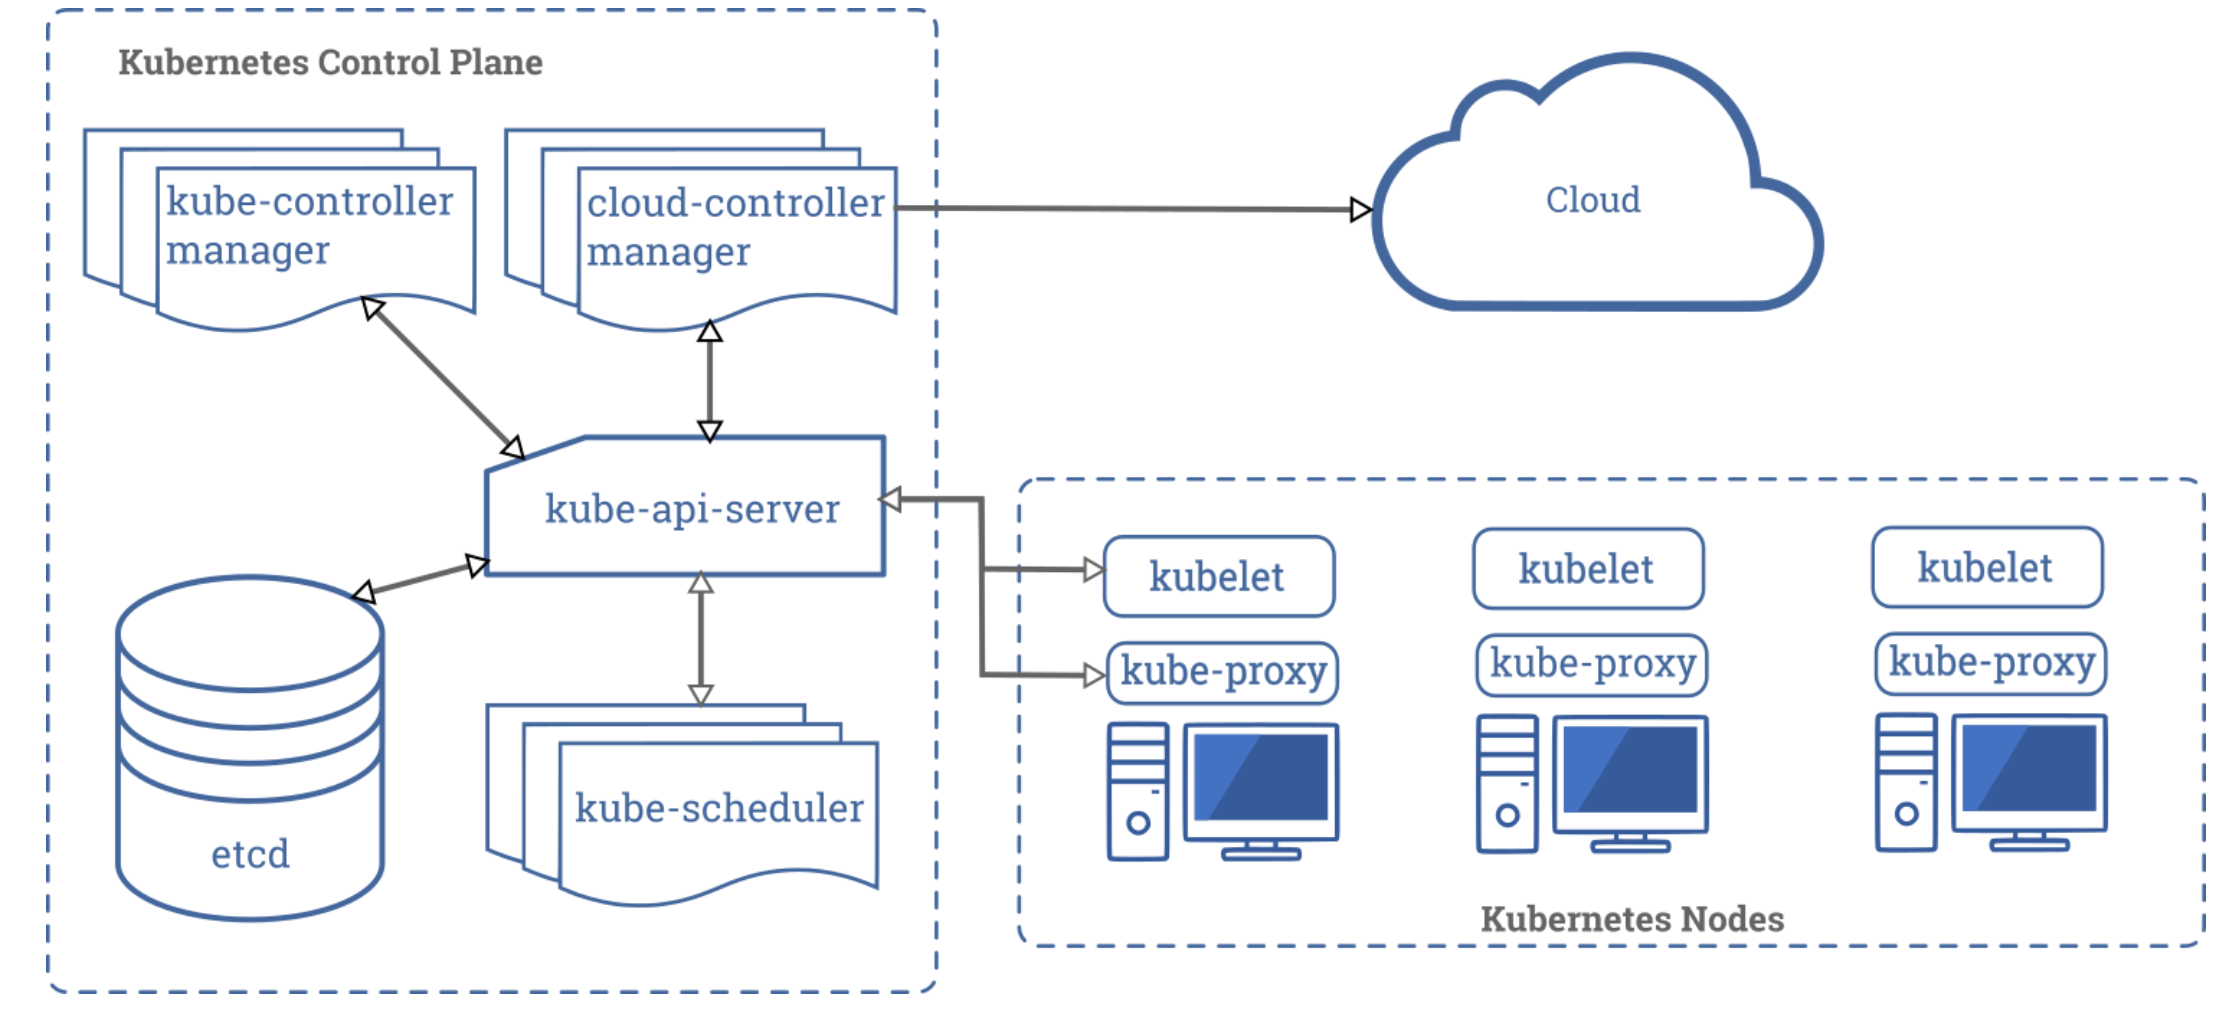 Kubernetes Control Plane
kube-controller
manager
cloud-controller
manager
Cloud
kube-api-server
etcd
kube-scheduler
kubelet
kube-proxy
kubelet
kube-proxy
kubelet
kube-proxy
Kubernetes Nodes